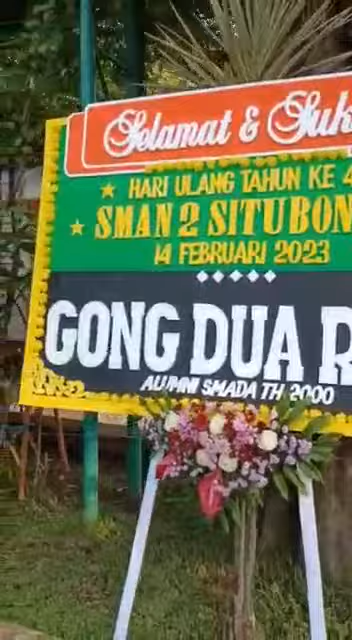 Selamat & Suk
HARI ULANG TAHUN KE 4
SMAN 2 SITUBON
14 FEBRUARI 2023
GONG DUA R
ALUMNI SMADA TH 2000